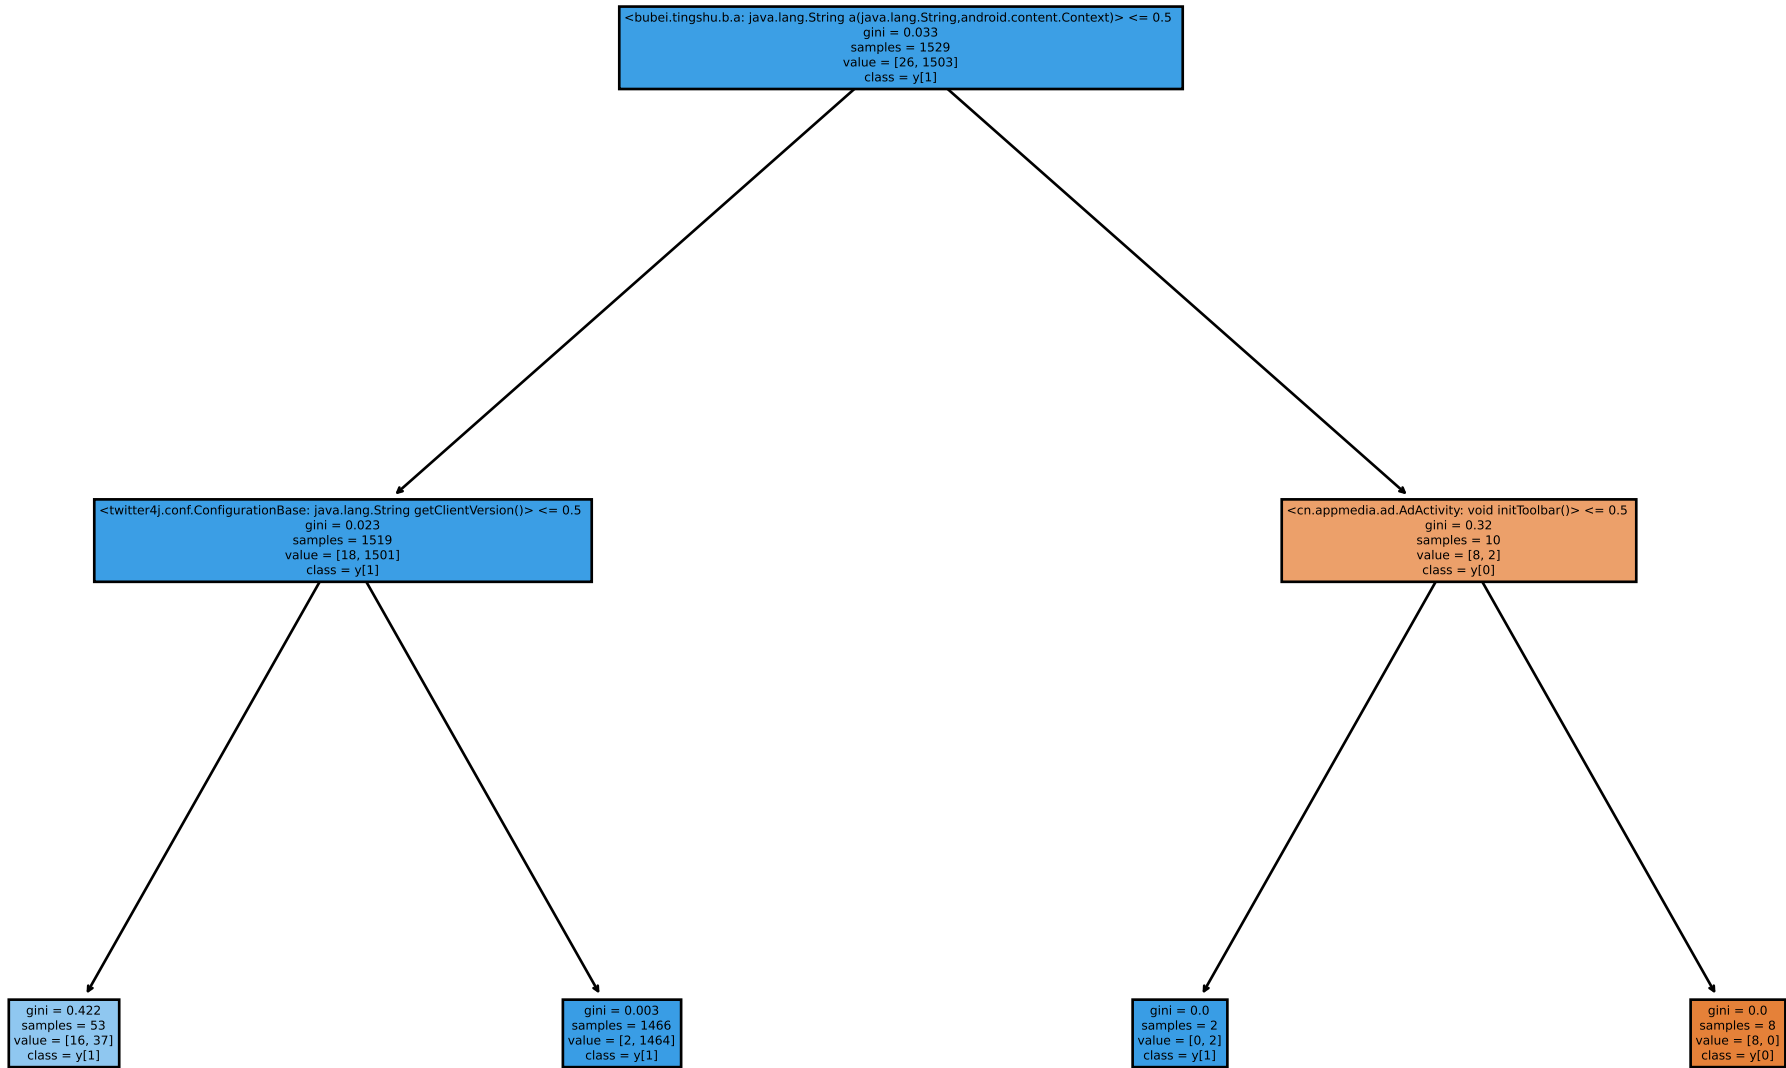 <bubei.tingshu.b.a: java.lang.String a(java.lang.String,android.content.Context)> <= 0.5
gini = 0.033
samples = 1529
value = [26, 1503]
class = y[1]
<twitter4j.conf.ConfigurationBase: java.lang.String getClientVersion()> <= 0.5
gini = 0.023
samples = 1519
value = [18, 1501]
class = y[1]
<cn.appmedia.ad.AdActivity: void initToolbar()> <= 0.5
gini = 0.32
samples = 10
value = [8, 2]
class = y[0]
gini = 0.422
samples = 53
value = [16, 37]
class = y[1]
gini = 0.003
samples = 1466
value = [2, 1464]
class = y[1]
gini = 0.0
samples = 2
value = [0, 2]
class = y[1]
gini = 0.0
samples = 8
value = [8, 0]
class = y[0]